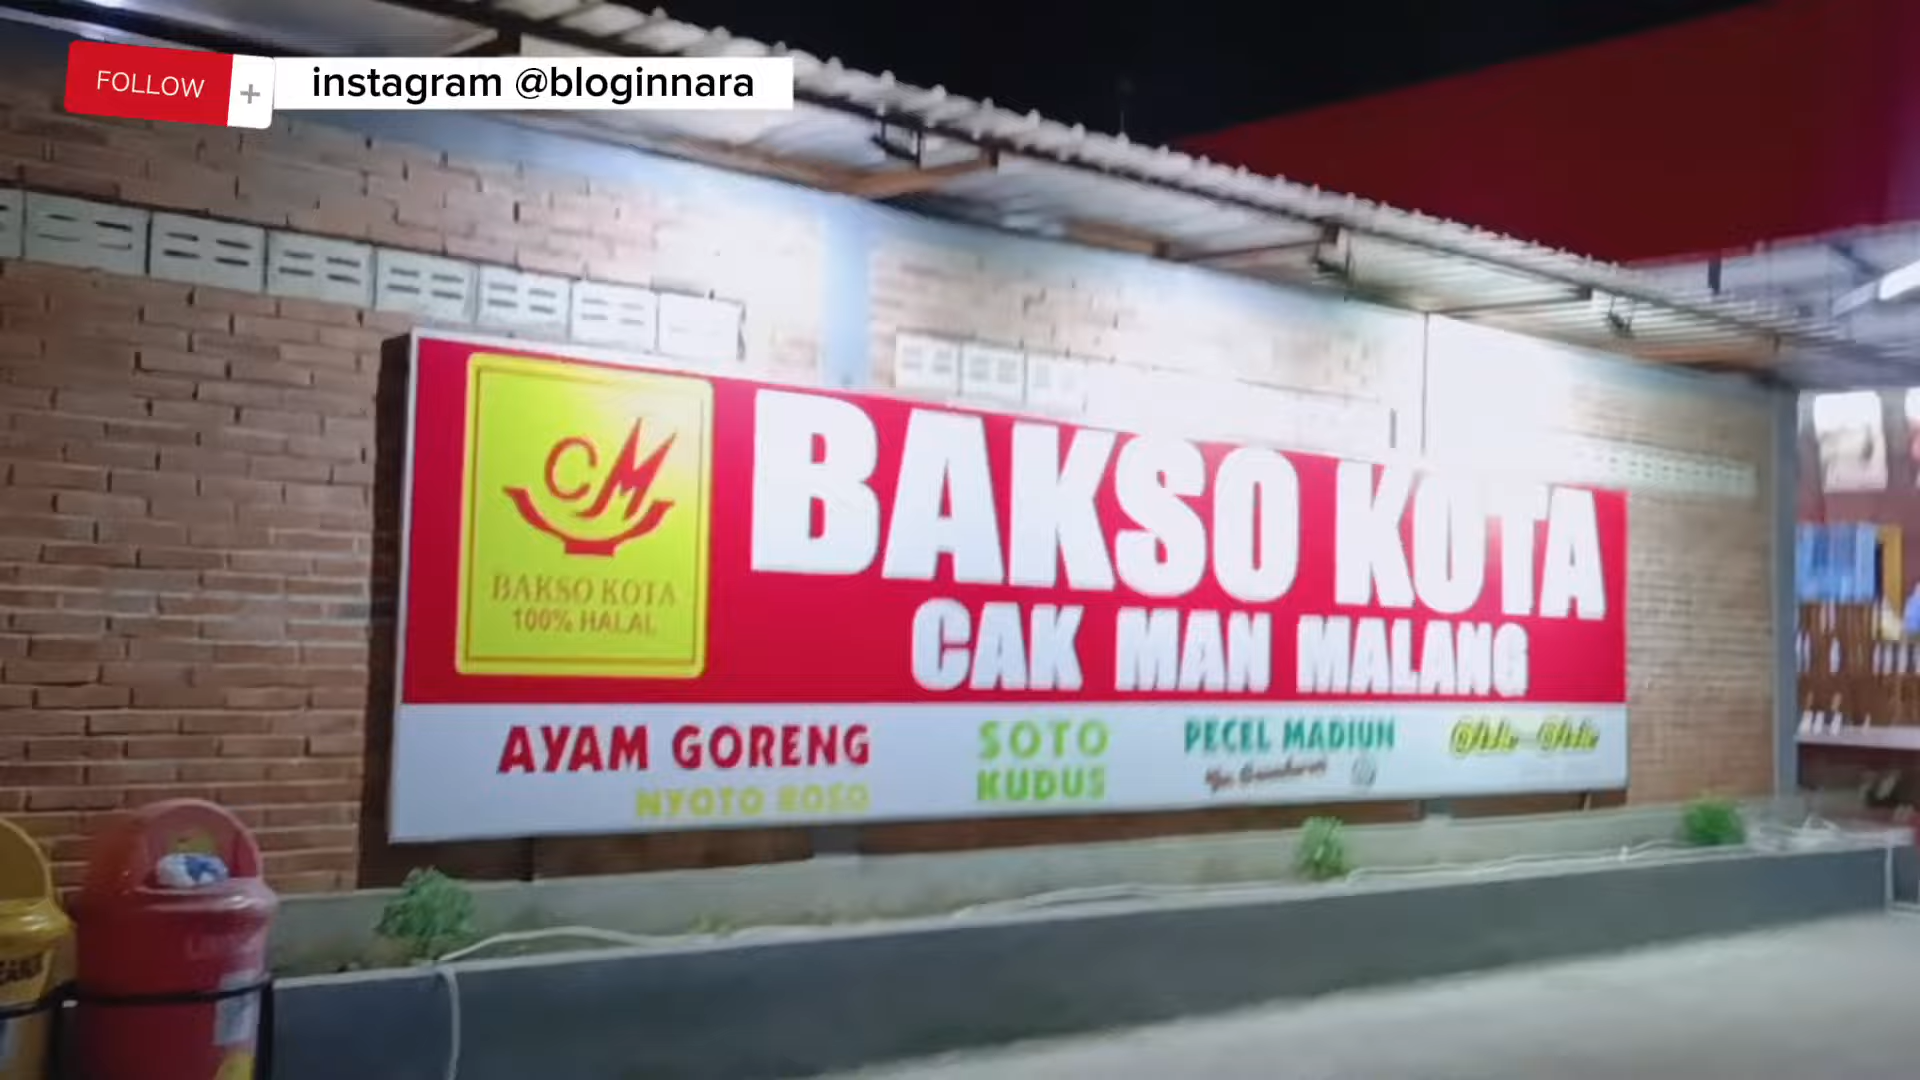 FOLLOW +
instagram @bloginnara
CM
BAKSO KOTA
100% HALAL
BAKSO KOTA
CAK MAN MALANG
AYAM GORENG
NYOTO ROSO
SOTO
KUDUS
PECEL MADIUN